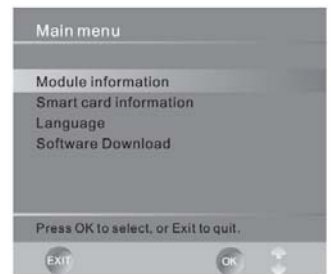 Main menu
Module information
Smart card information
Language
Software Download
Press OK to select, or Exit to quit.
EXIT OK